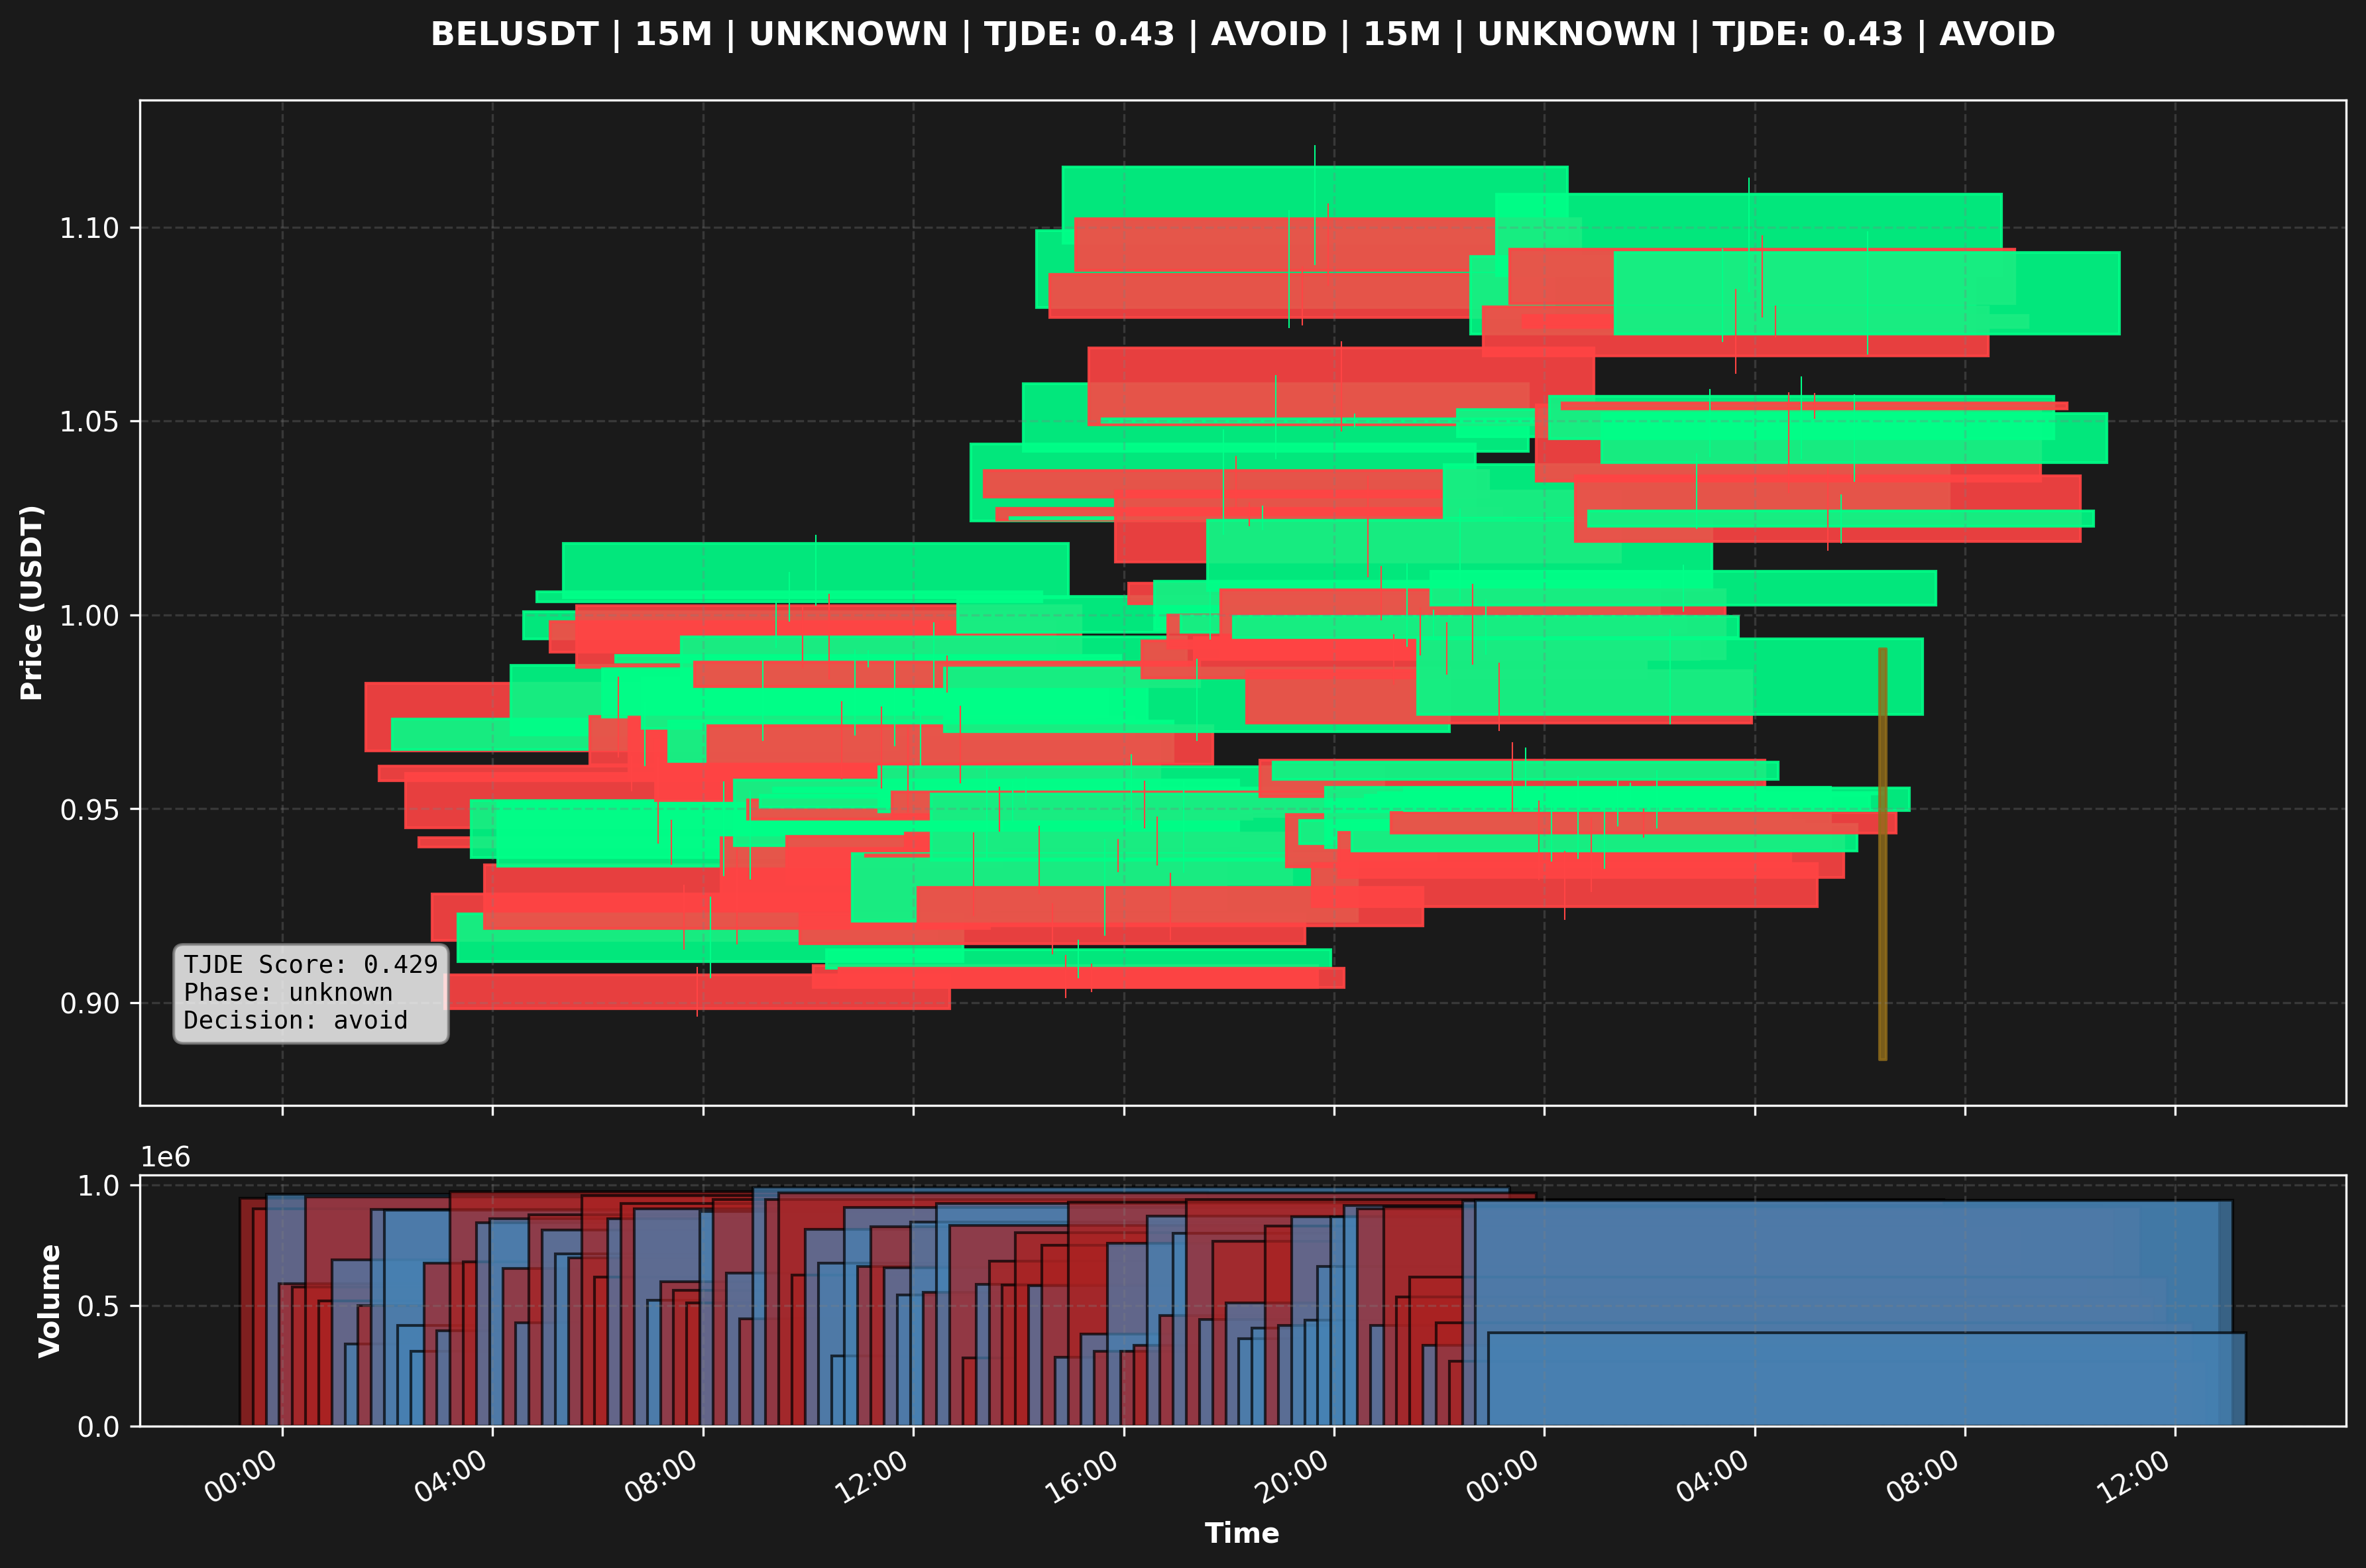 BELUSDT | 15M | UNKNOWN | TJDE: 0.43 | AVOID | 15M | UNKNOWN | TJDE: 0.43 | AVOID
Price (USDT)
1.10
1.05
1.00
0.95
0.90
TJDE Score: 0.429
Phase: unknown
Decision: avoid
1e6
Volume
1.0
0.5
0.0
00:00 04:00 08:00 12:00 16:00 20:00 00:00 04:00 08:00 12:00
Time